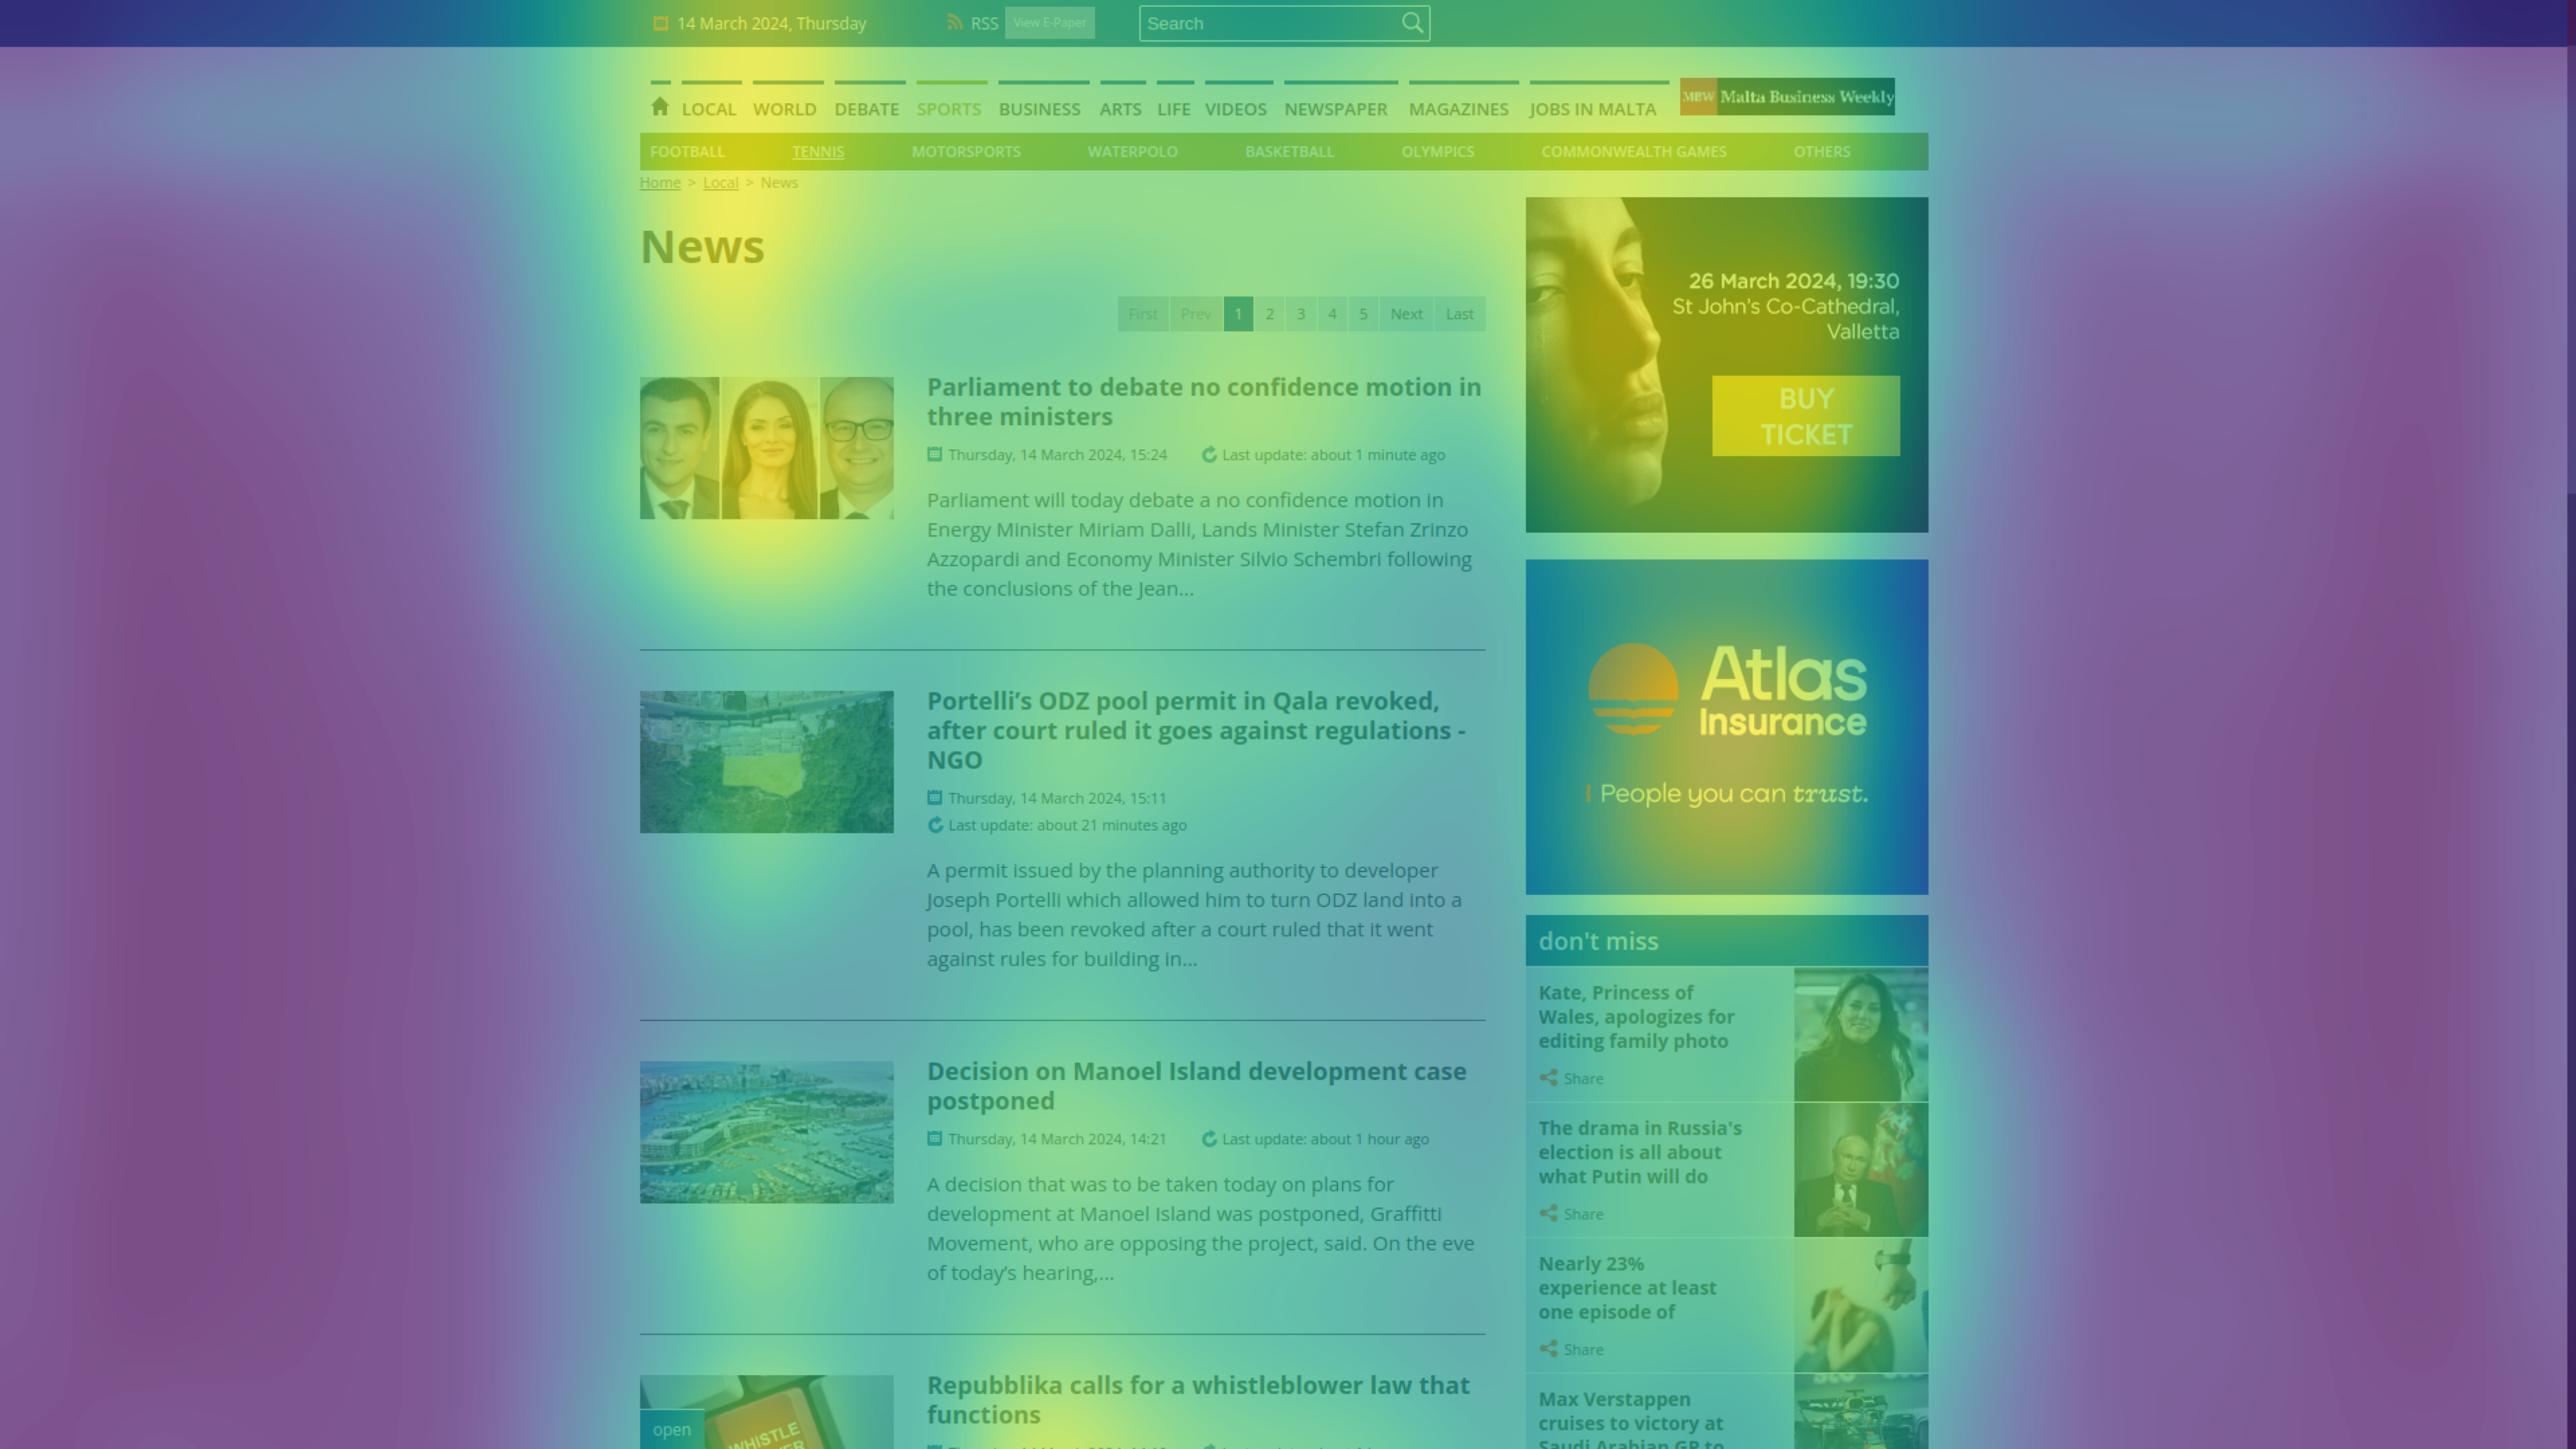 14 March 2024, Thursday
RSS
View E-Paper
Search
LOCAL WORLD DEBATE SPORTS BUSINESS ARTS LIFE VIDEOS NEWSPAPER MAGAZINES JOBS IN MALTA
MBW Malta Business Weekly
FOOTBALL TENNIS MOTORSPORTS WATERPOLO BASKETBALL OLYMPICS COMMONWEALTH GAMES OTHERS
Home > Local > News
News
First Prev 1 2 3 4 5 Next Last
Parliament to debate no confidence motion in
three ministers
Thursday, 14 March 2024, 15:24 Last update: about 1 minute ago
Parliament will today debate a no confidence motion in
Energy Minister Miriam Dalli, Lands Minister Stefan Zrinzo
Azzopardi and Economy Minister Silvio Schembri following
the conclusions of the Jean...
Portelli’s ODZ pool permit in Qala revoked,
after court ruled it goes against regulations -
NGO
Thursday, 14 March 2024, 15:11
Last update: about 21 minutes ago
A permit issued by the planning authority to developer
Joseph Portelli which allowed him to turn ODZ land into a
pool, has been revoked after a court ruled that it went
against rules for building in...
Decision on Manoel Island development case
postponed
Thursday, 14 March 2024, 14:21 Last update: about 1 hour ago
A decision that was to be taken today on plans for
development at Manoel Island was postponed, Graffitti
Movement, who are opposing the project, said. On the eve
of today’s hearing,...
Repubblika calls for a whistleblower law that
functions
open
WHISTLE
26 March 2024, 19:30
St John’s Co-Cathedral,
Valletta
BUY
TICKET
Atlas
Insurance
People you can trust.
don't miss
Kate, Princess of
Wales, apologizes for
editing family photo
Share
The drama in Russia's
election is all about
what Putin will do
Share
Nearly 23%
experience at least
one episode of
Share
Max Verstappen
cruises to victory at
Saudi Arabian GP to